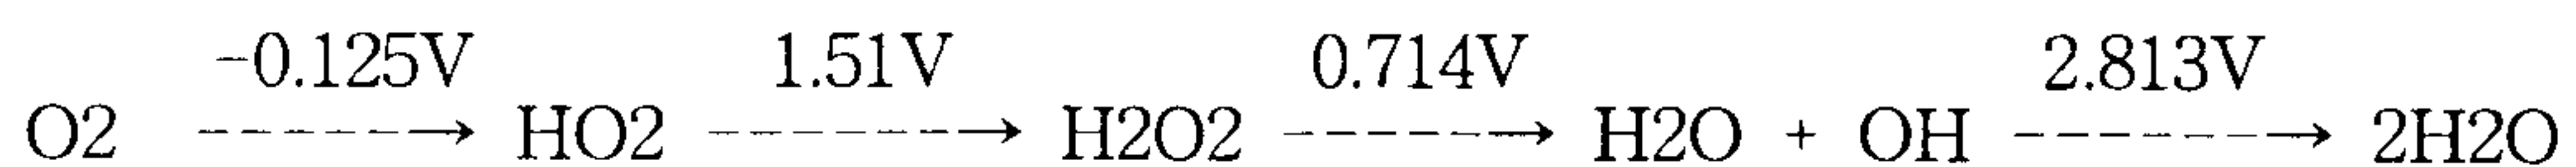 -0.125V 1.51V 0.714V 2.813V
O2 -------→ HO2 -------→ H2O2 -------→ H2O + OH -------→ 2H2O